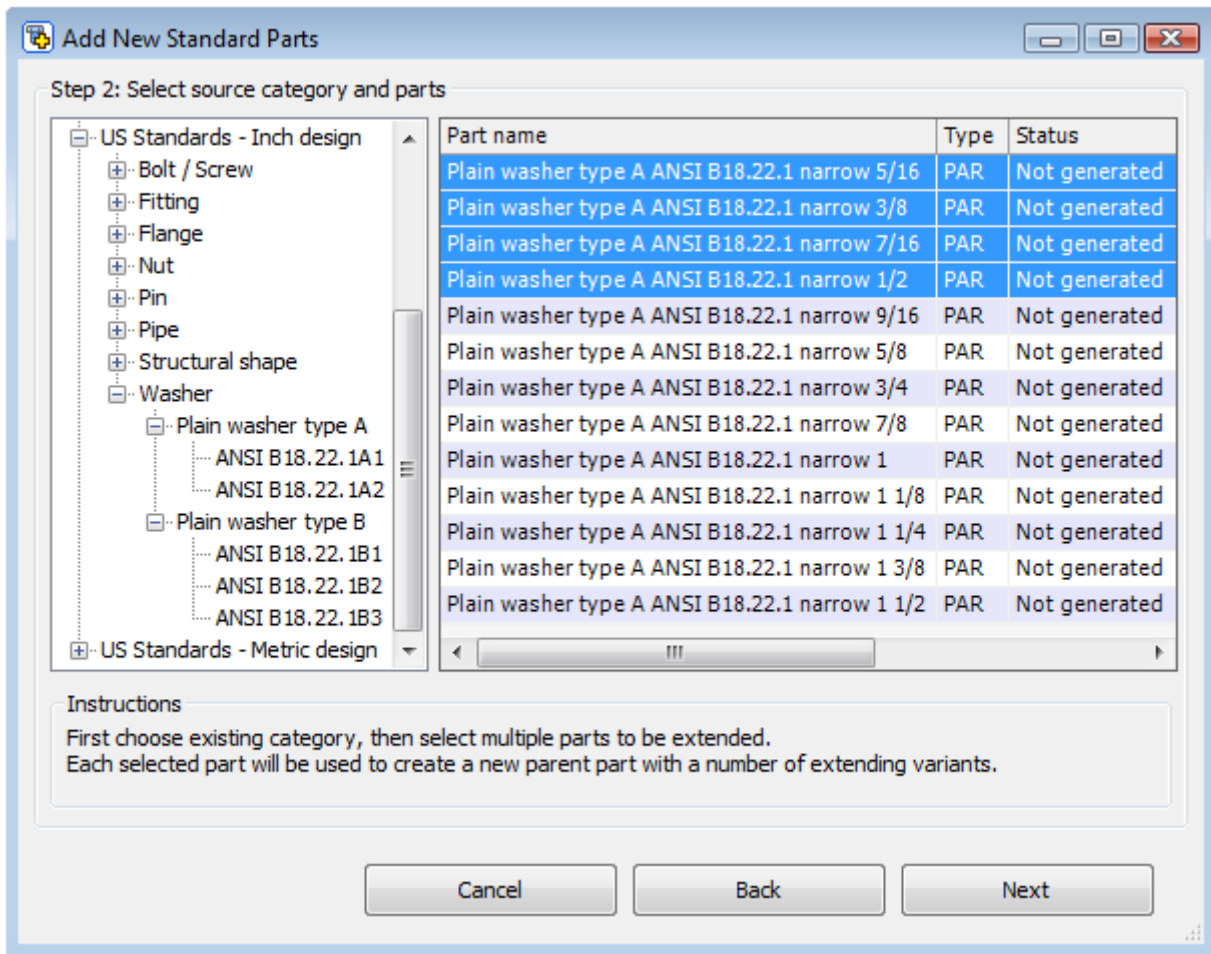 Add New Standard Parts
Step 2: Select source category and parts
US Standards - Inch design
Bolt / Screw
Fitting
Flange
Nut
Pin
Pipe
Structural shape
Washer
Plain washer type A
ANSI B18.22.1A1
ANSI B18.22.1A2
Plain washer type B
ANSI B18.22.1B1
ANSI B18.22.1B2
ANSI B18.22.1B3
US Standards - Metric design
Part name Type Status
Plain washer type A ANSI B18.22.1 narrow 5/16 PAR Not generated
Plain washer type A ANSI B18.22.1 narrow 3/8 PAR Not generated
Plain washer type A ANSI B18.22.1 narrow 7/16 PAR Not generated
Plain washer type A ANSI B18.22.1 narrow 1/2 PAR Not generated
Plain washer type A ANSI B18.22.1 narrow 9/16 PAR Not generated
Plain washer type A ANSI B18.22.1 narrow 5/8 PAR Not generated
Plain washer type A ANSI B18.22.1 narrow 3/4 PAR Not generated
Plain washer type A ANSI B18.22.1 narrow 7/8 PAR Not generated
Plain washer type A ANSI B18.22.1 narrow 1 PAR Not generated
Plain washer type A ANSI B18.22.1 narrow 1 1/8 PAR Not generated
Plain washer type A ANSI B18.22.1 narrow 1 1/4 PAR Not generated
Plain washer type A ANSI B18.22.1 narrow 1 3/8 PAR Not generated
Plain washer type A ANSI B18.22.1 narrow 1 1/2 PAR Not generated
Instructions
First choose existing category, then select multiple parts to be extended.
Each selected part will be used to create a new parent part with a number of extending variants.
Cancel Back Next